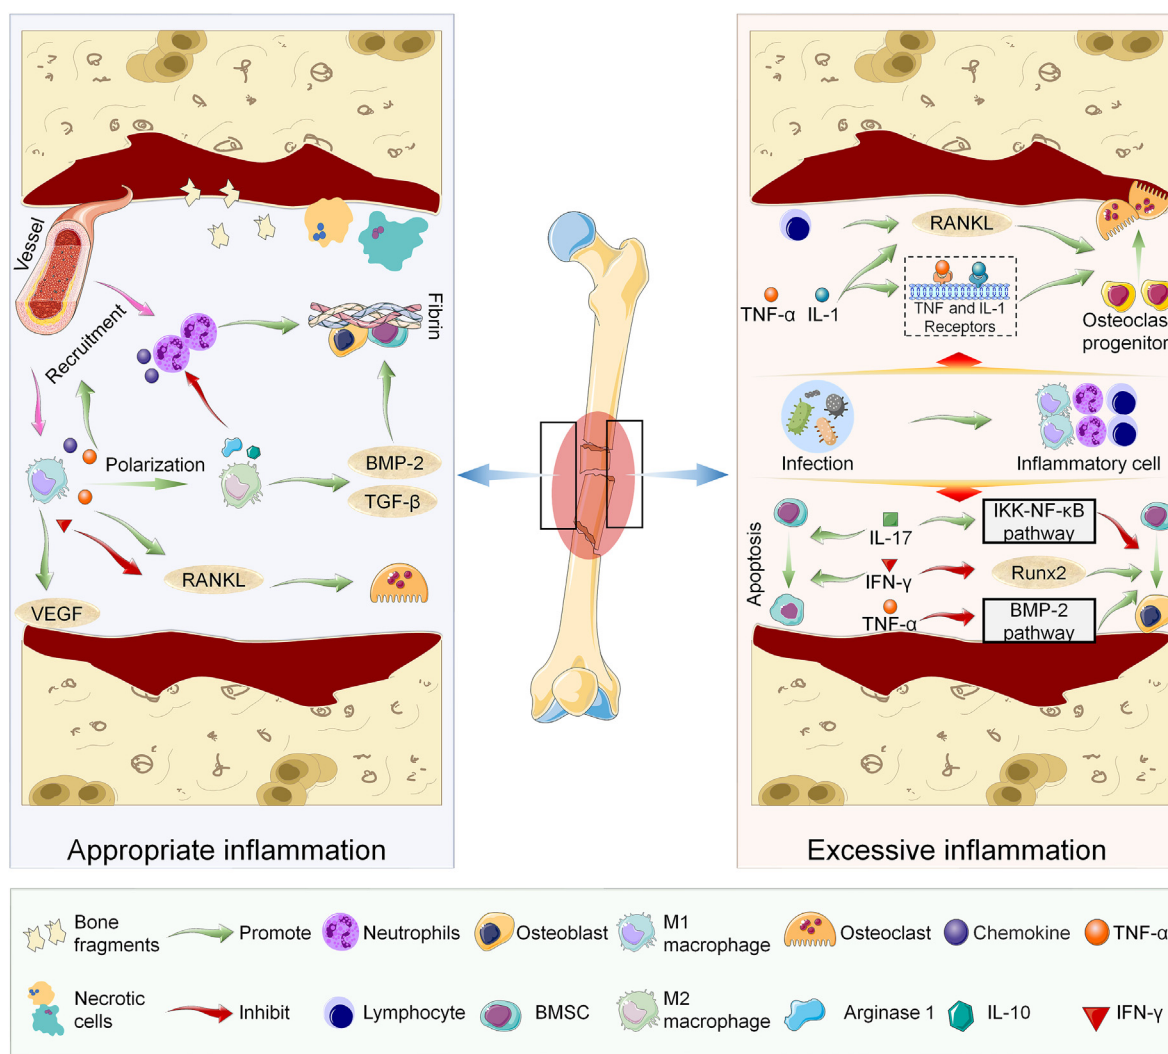 Vessel
Recruitment
Fibrin
Polarization
BMP-2
TGF-β
RANKL
VEGF
Appropriate inflammation
RANKL
TNF-α
IL-1
TNF and IL-1
Receptors
Osteoclas
progenitor
Infection
Inflammatory cell
Apoptosis
IL-17
IKK-NF-κB
pathway
IFN-γ
Runx2
TNF-α
BMP-2
pathway
Excessive inflammation
Bone
fragments
Promote
Neutrophils
Osteoblast
M1
macrophage
Osteoclast
Chemokine
TNF-α
Necrotic
cells
Inhibit
Lymphocyte
BMSC
M2
macrophage
Arginase 1
IL-10
IFN-γ